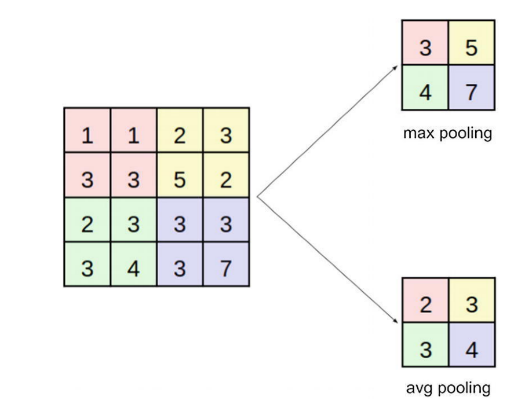 3 5
4 7
max pooling
1 1 2 3
3 3 5 2
2 3 3 3
3 4 3 7
2 3
3 4
avg pooling